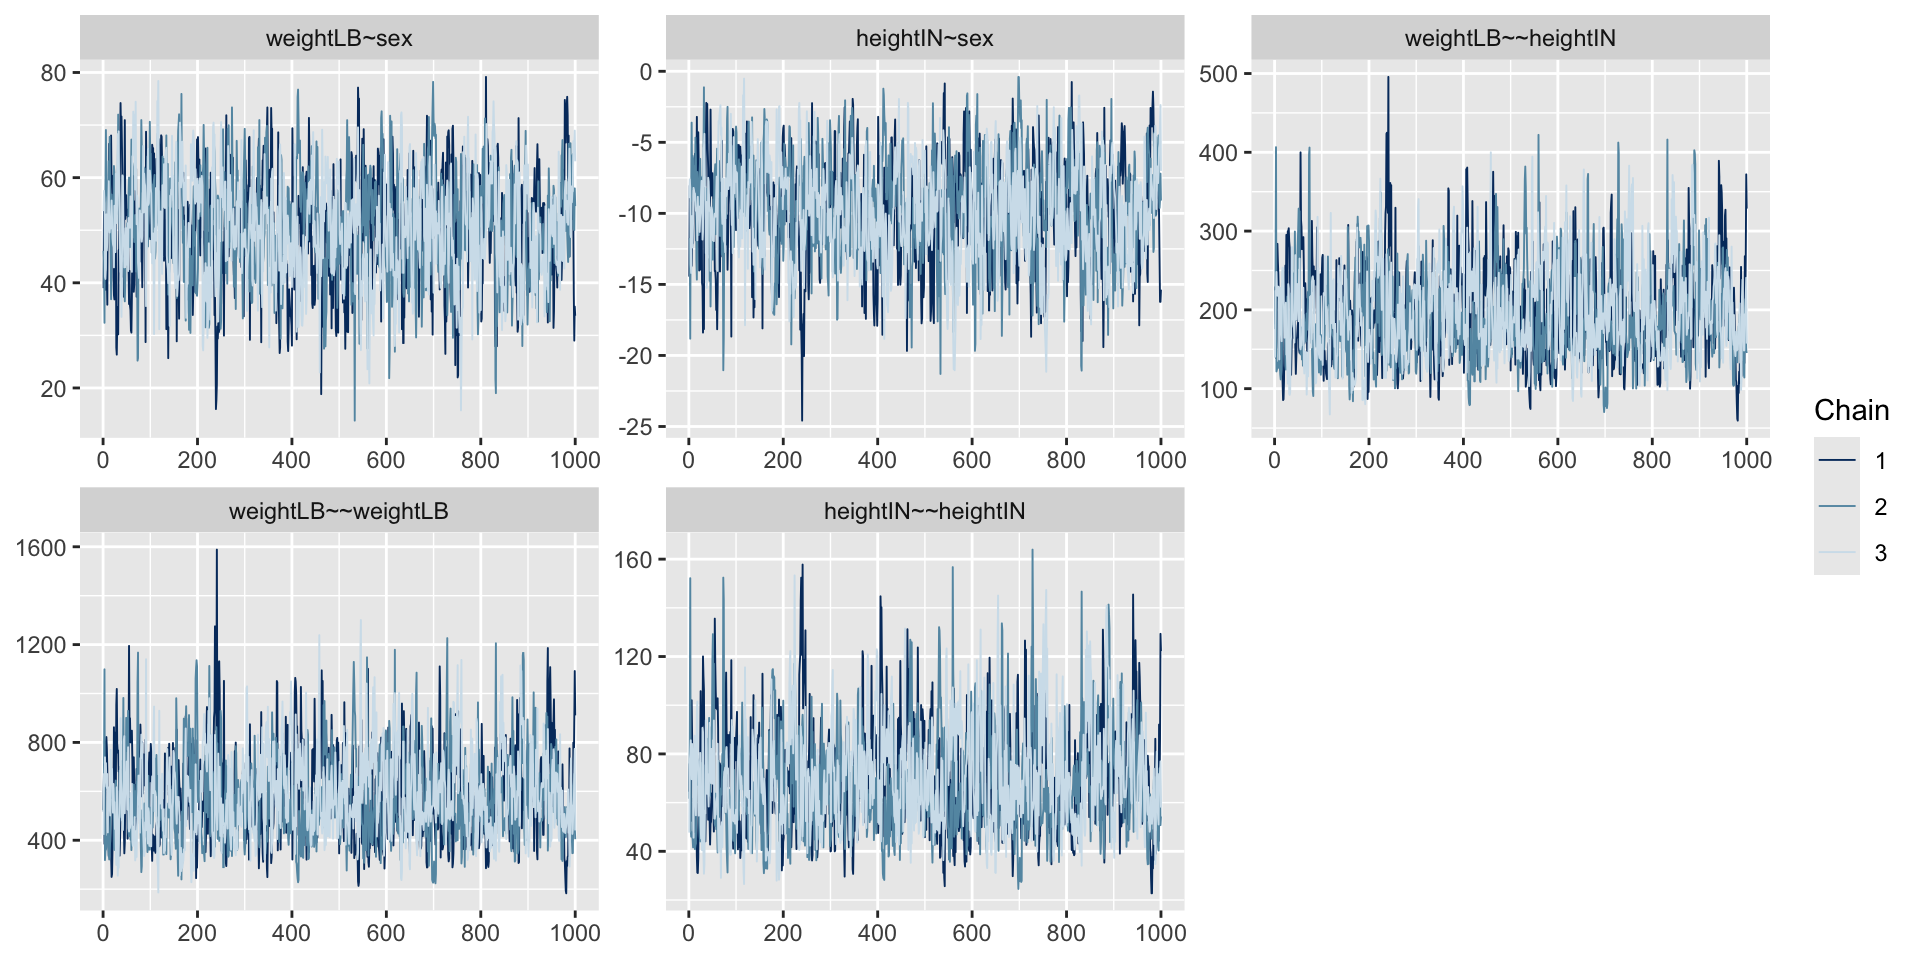 weightLB~sex
heightIN~sex
weightLB~~heightIN
80
60
40
20
0
-5
-10
-15
-20
-25
500
400
300
200
100
0 200 400 600 800 1000
0 200 400 600 800 1000
0 200 400 600 800 1000
weightLB~~weightLB
heightIN~~heightIN
1600
1200
800
400
160
120
80
40
0 200 400 600 800 1000
0 200 400 600 800 1000
Chain
1
2
3